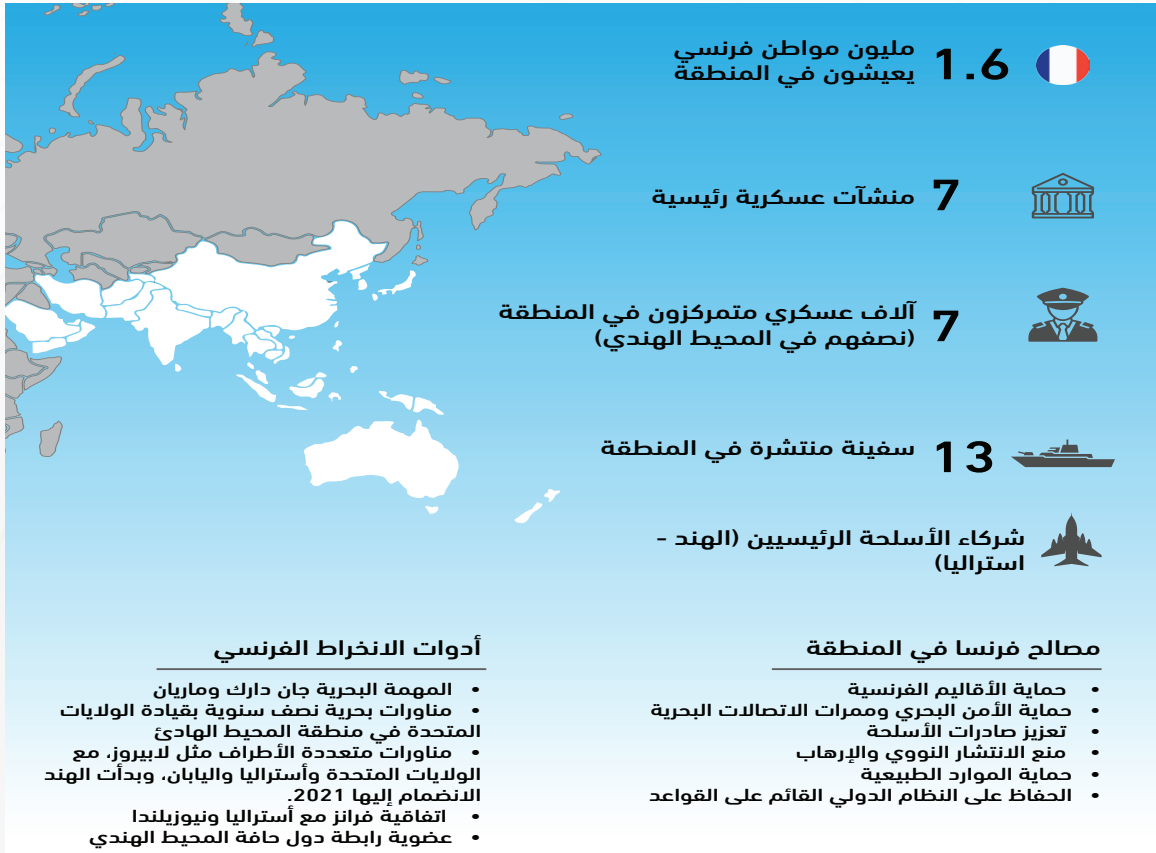 1.6 مليون مواطن فرنسي
يعيشون في المنطقة
7 منشآت عسكرية رئيسية
7 آلاف عسكري متمركزون في المنطقة
(نصفهم في المحيط الهندي)
13 سفينة منتشرة في المنطقة
شركاء الأسلحة الرئيسيين (الهند –
استراليا)
مصالح فرنسا في المنطقة
• حماية الأقاليم الفرنسية
• حماية الأمن البحري وممرات الاتصالات البحرية
• تعزيز صادرات الأسلحة
• منع الانتشار النووي والإرهاب
• حماية الموارد الطبيعية
• الحفاظ على النظام الدولي القائم على القواعد
أدوات الانخراط الفرنسي
• المهمة البحرية جان دارك وماريان
• مناورات بحرية نصف سنوية بقيادة الولايات
المتحدة في منطقة المحيط الهادئ
• مناورات متعددة الأطراف مثل لابيروز، مع
الولايات المتحدة وأستراليا واليابان، وبدأت الهند
الانضمام إليها 2021.
• اتفاقية فرانز مع أستراليا ونيوزيلندا
• عضوية رابطة دول حافة المحيط الهندي